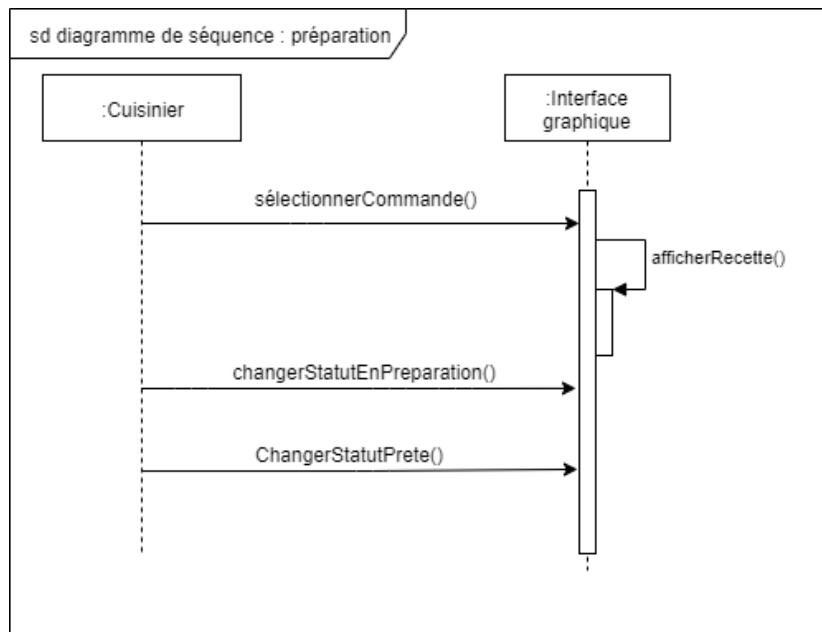 sd diagramme de séquence : préparation
:Cuisinier
:Interface
graphique
sélectionnerCommande()
afficherRecette()
changerStatutEnPreparation()
ChangerStatutPrete()